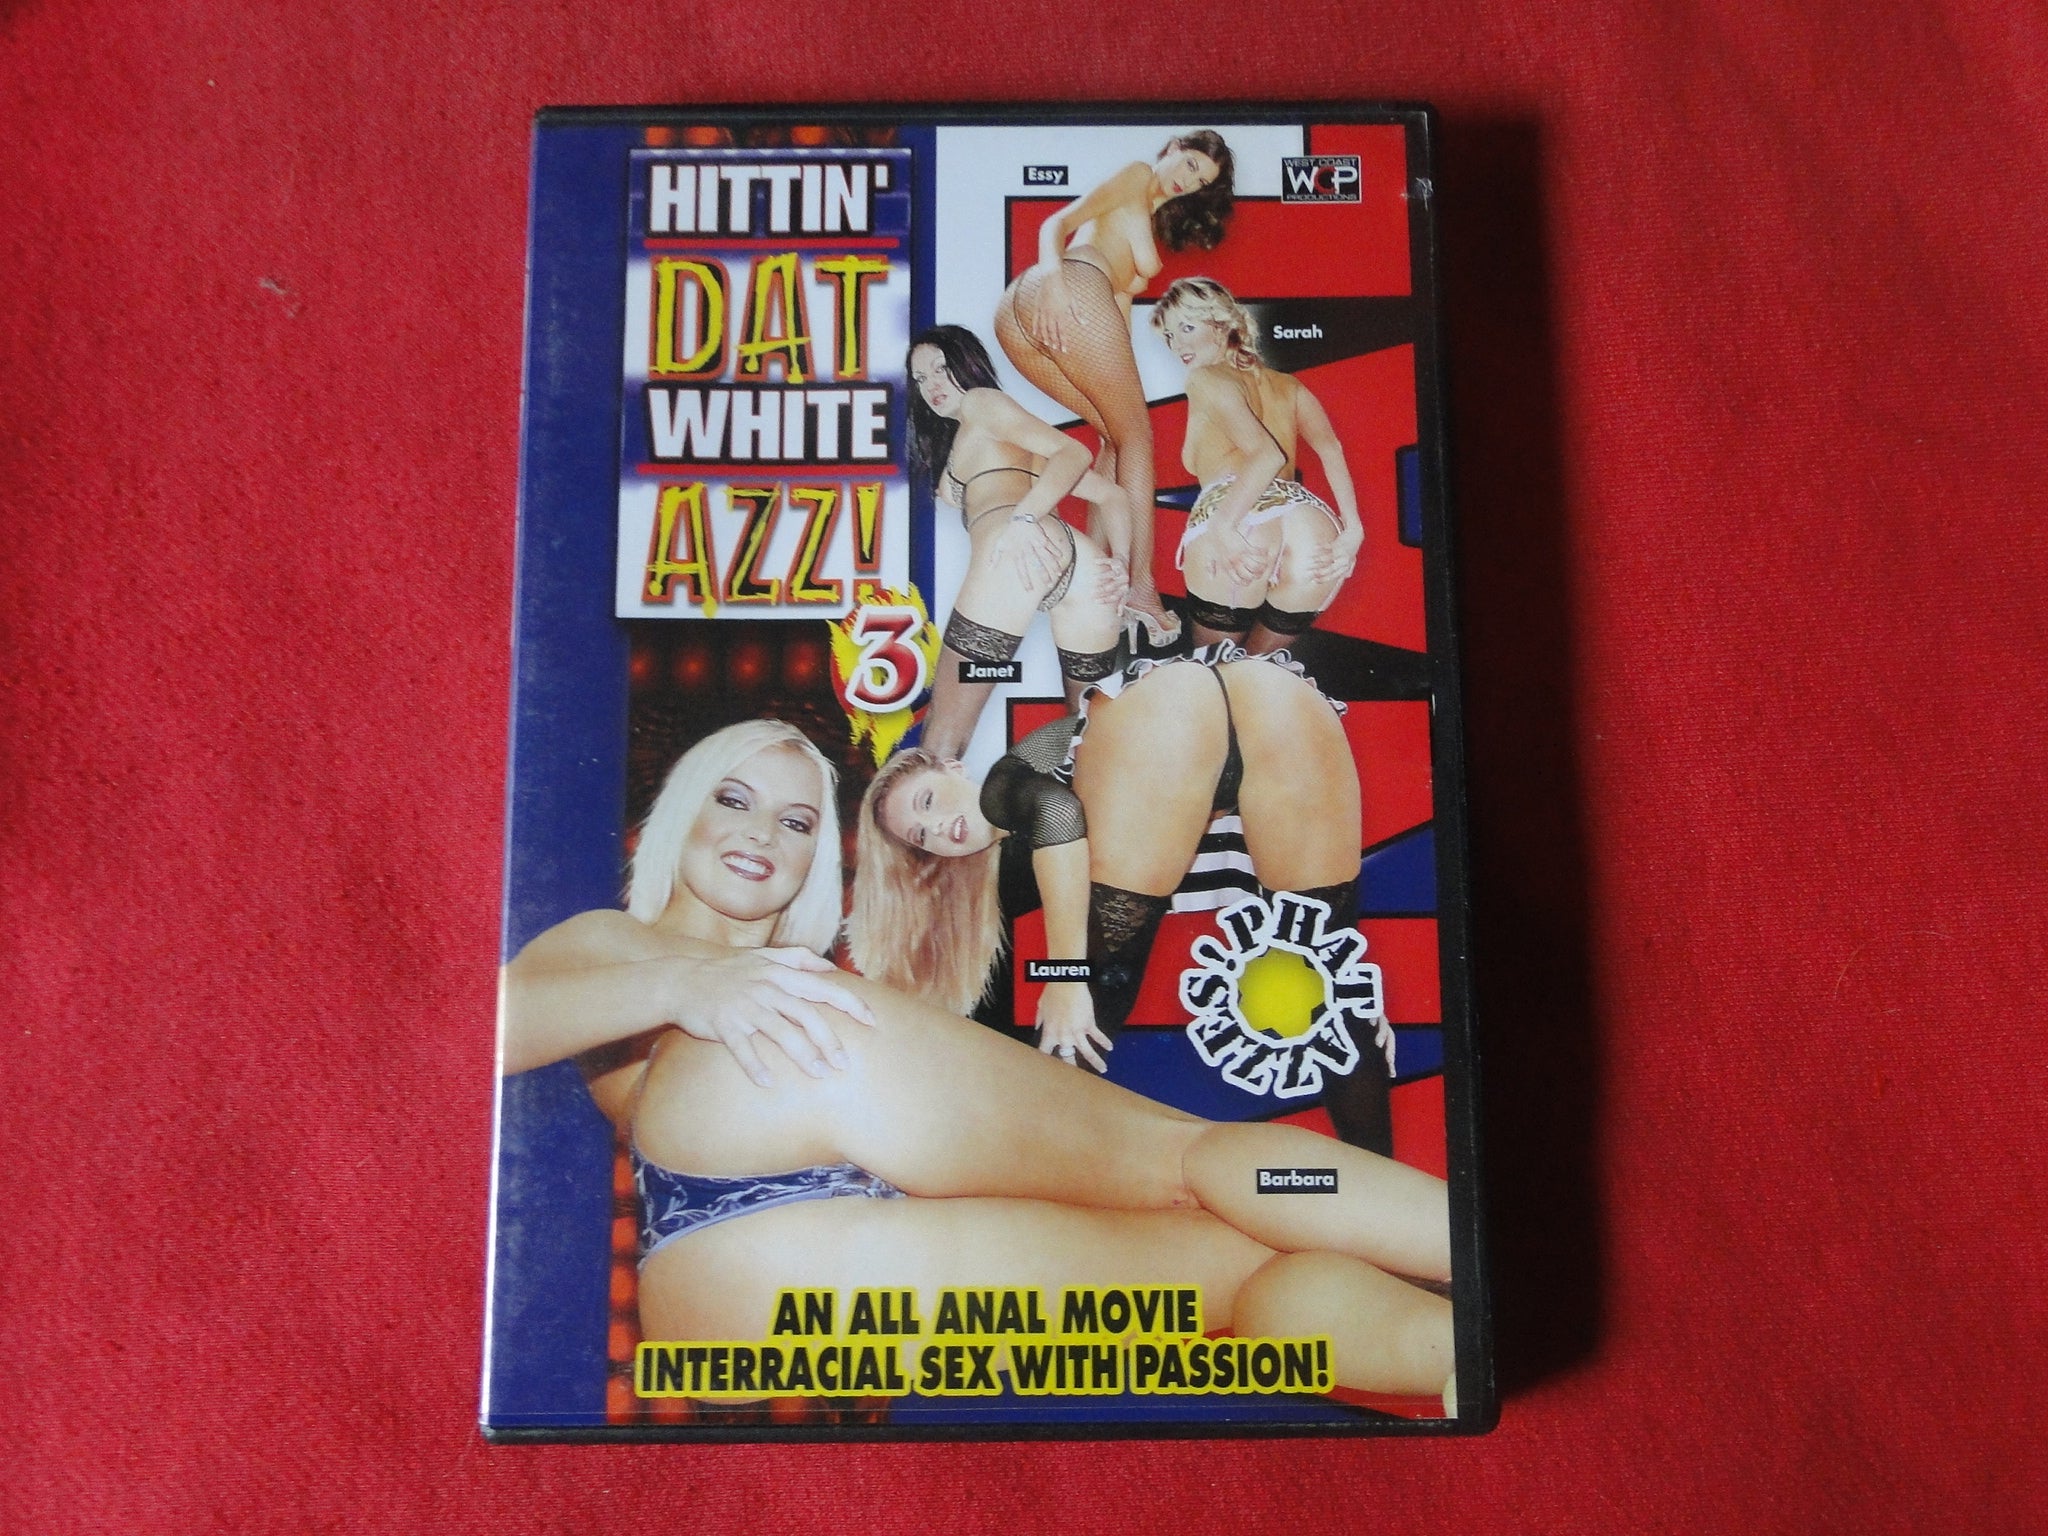 HITTIN'
DAT
WHITE
AZZ!
3
Essy
WEST COAST
WCP
PRODUCTIONS
Sarah
Janet
Lauren
PHAT AZZES!
Barbara
AN ALL ANAL MOVIE
INTERRACIAL SEX WITH PASSION!